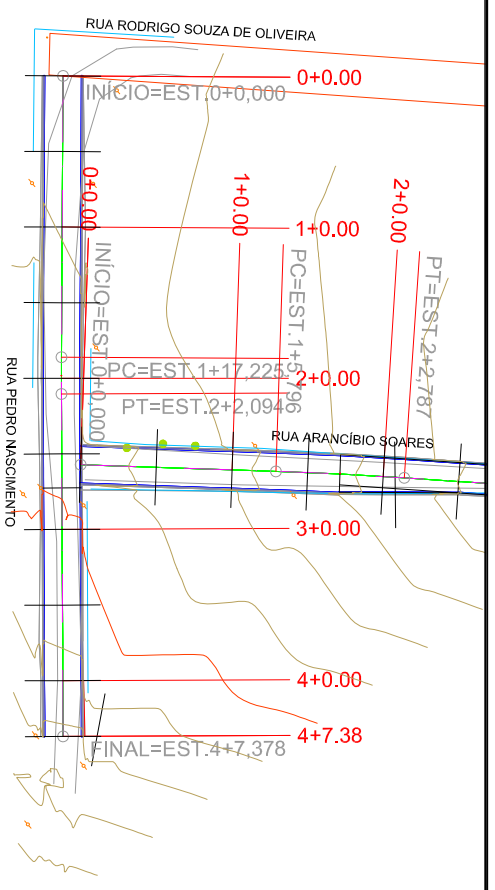 RUA RODRIGO SOUZA DE OLIVEIRA
0+0.00
INÍCIO=EST.0+0,000
0+0.00
1+0.00
2+0.00
1+0.00
INÍCIO=EST.0+0,000
PC=EST.1+5,796
PT=EST.2+2,787
PC=EST.1+17,225
2+0.00
PT=EST.2+2,0946
RUA ARANCÍBIO SOARES
RUA PEDRO NASCIMENTO
3+0.00
4+0.00
4+7.38
FINAL=EST.4+7,378